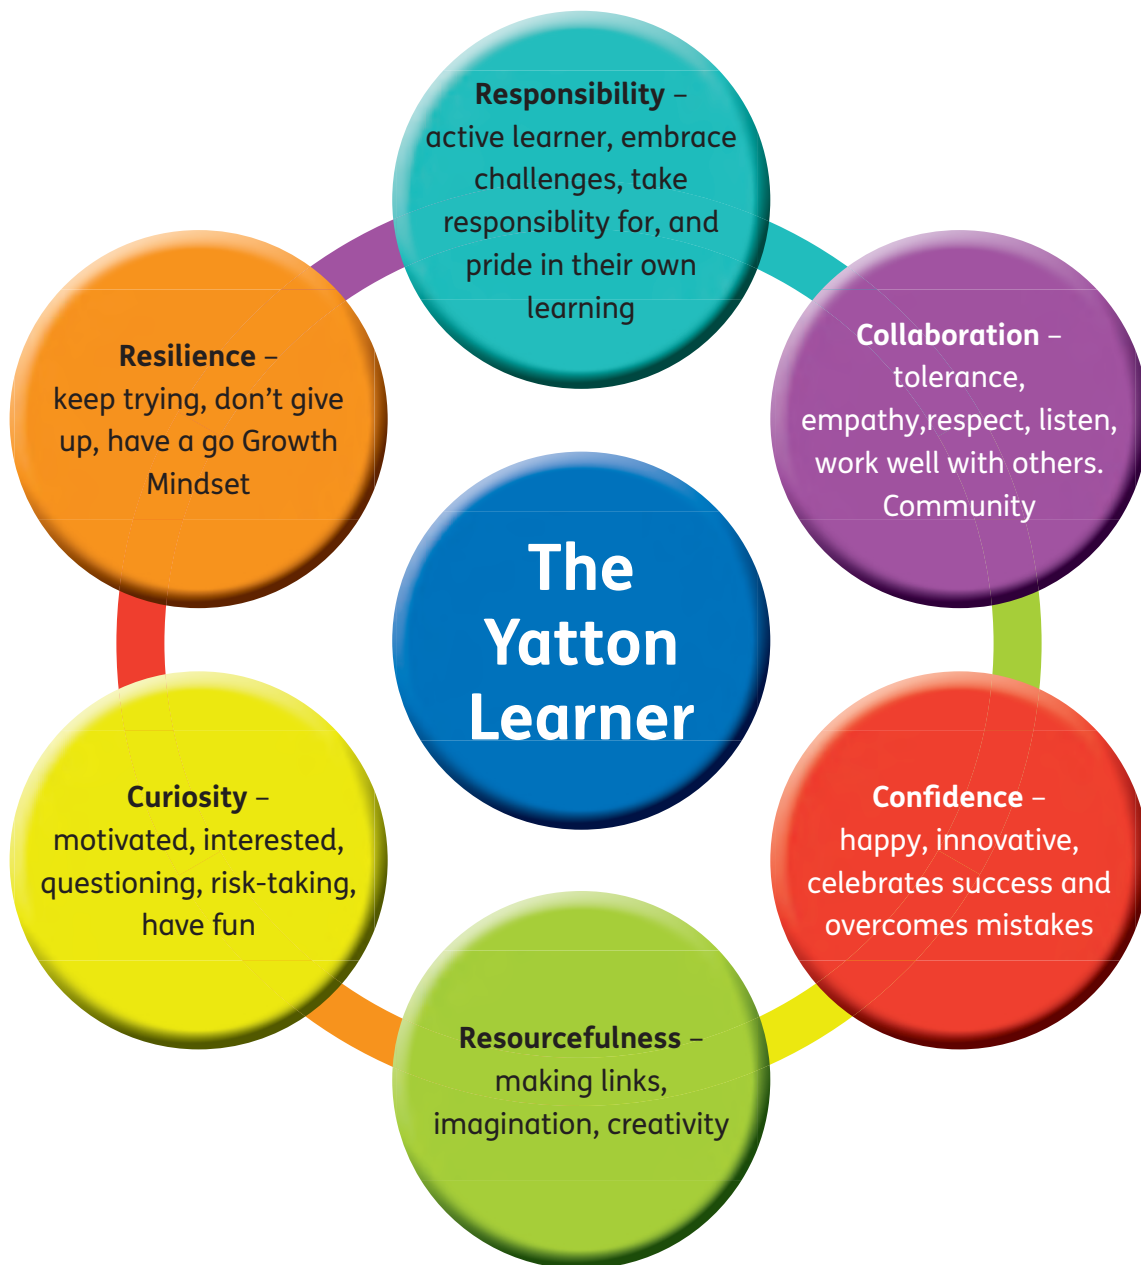 Responsibility –
active learner, embrace
challenges, take
responsiblity for, and
pride in their own
learning
Collaboration –
tolerance,
empathy,respect, listen,
work well with others.
Community
Confidence –
happy, innovative,
celebrates success and
overcomes mistakes
Resourcefulness –
making links,
imagination, creativity
Curiosity –
motivated, interested,
questioning, risk-taking,
have fun
Resilience –
keep trying, don’t give
up, have a go Growth
Mindset
The
Yatton
Learner